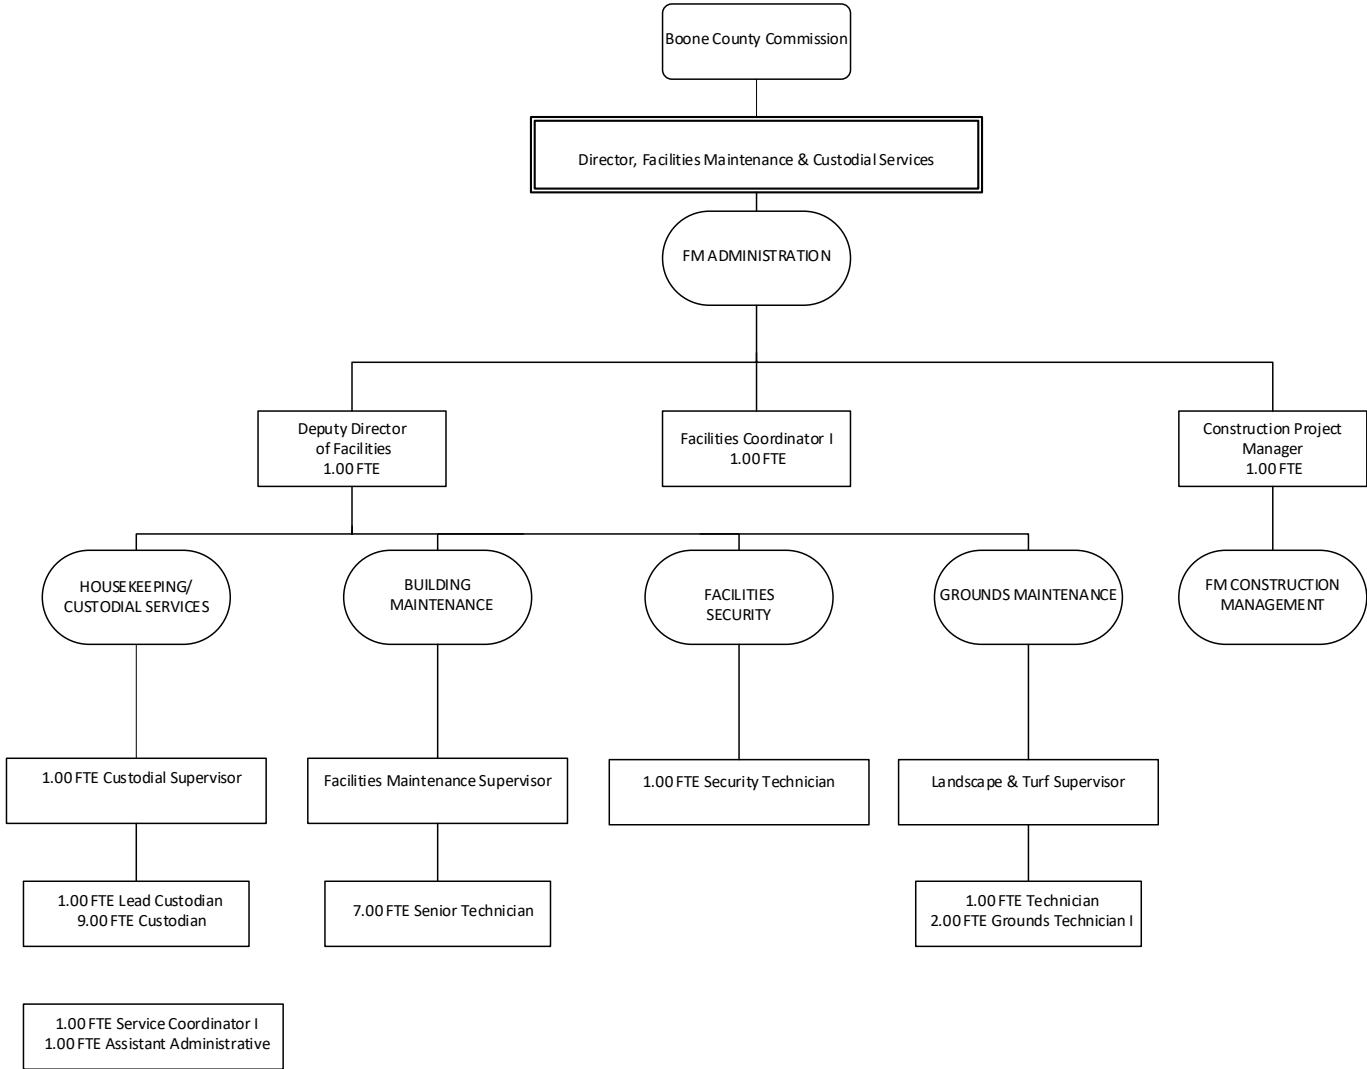 Boone County Commission
Director, Facilities Maintenance & Custodial Services
FM ADMINISTRATION
Deputy Director
of Facilities
1.00 FTE
Facilities Coordinator I
1.00 FTE
Construction Project
Manager
1.00 FTE
HOUSEKEEPING/
CUSTODIAL SERVICES
BUILDING
MAINTENANCE
FACILITIES
SECURITY
GROUNDS MAINTENANCE
FM CONSTRUCTION
MANAGEMENT
1.00 FTE Custodial Supervisor
Facilities Maintenance Supervisor
1.00 FTE Security Technician
Landscape & Turf Supervisor
1.00 FTE Lead Custodian
9.00 FTE Custodian
7.00 FTE Senior Technician
1.00 FTE Technician
2.00 FTE Grounds Technician I
1.00 FTE Service Coordinator I
1.00 FTE Assistant Administrative